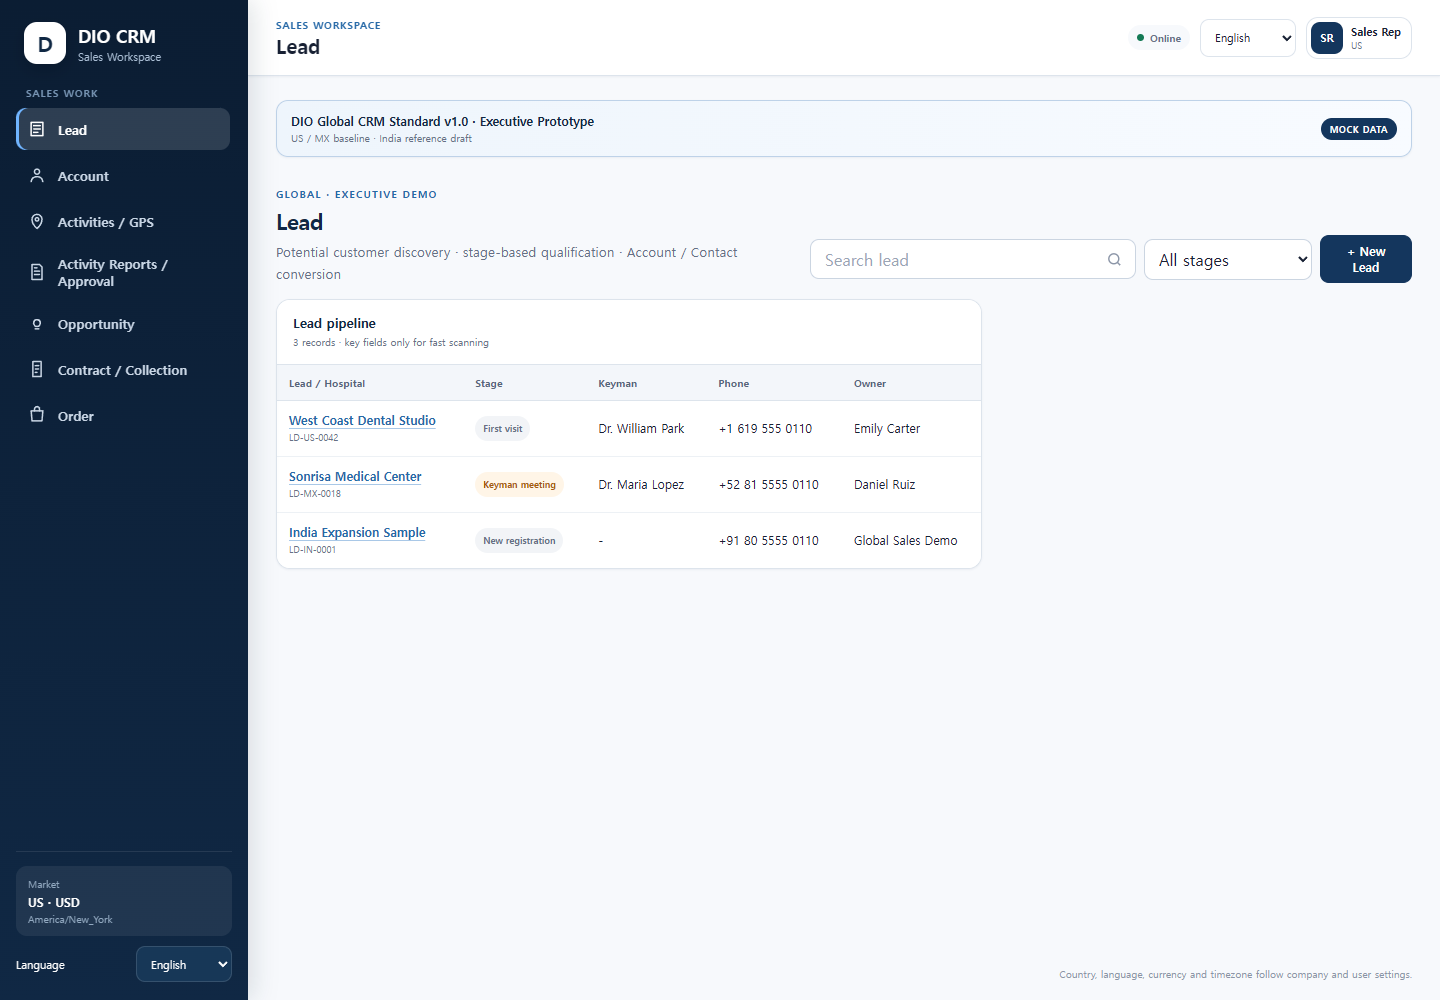 D
DIO CRM
Sales Workspace
SALES WORK
Lead
Account
Activities / GPS
Activity Reports /
Approval
Opportunity
Contract / Collection
Order
Market
US · USD
America/New_York
Language
English
SALES WORKSPACE
Lead
Online
English
SR
Sales Rep
US
DIO Global CRM Standard v1.0 · Executive Prototype
US / MX baseline · India reference draft
MOCK DATA
GLOBAL · EXECUTIVE DEMO
Lead
Potential customer discovery · stage-based qualification · Account / Contact
conversion
Search lead
All stages
+ New
Lead
Lead pipeline
3 records · key fields only for fast scanning
Lead / Hospital Stage Keyman Phone Owner
West Coast Dental Studio
LD-US-0042
First visit
Dr. William Park
+1 619 555 0110
Emily Carter
Sonrisa Medical Center
LD-MX-0018
Keyman meeting
Dr. Maria Lopez
+52 81 5555 0110
Daniel Ruiz
India Expansion Sample
LD-IN-0001
New registration
-
+91 80 5555 0110
Global Sales Demo
Country, language, currency and timezone follow company and user settings.